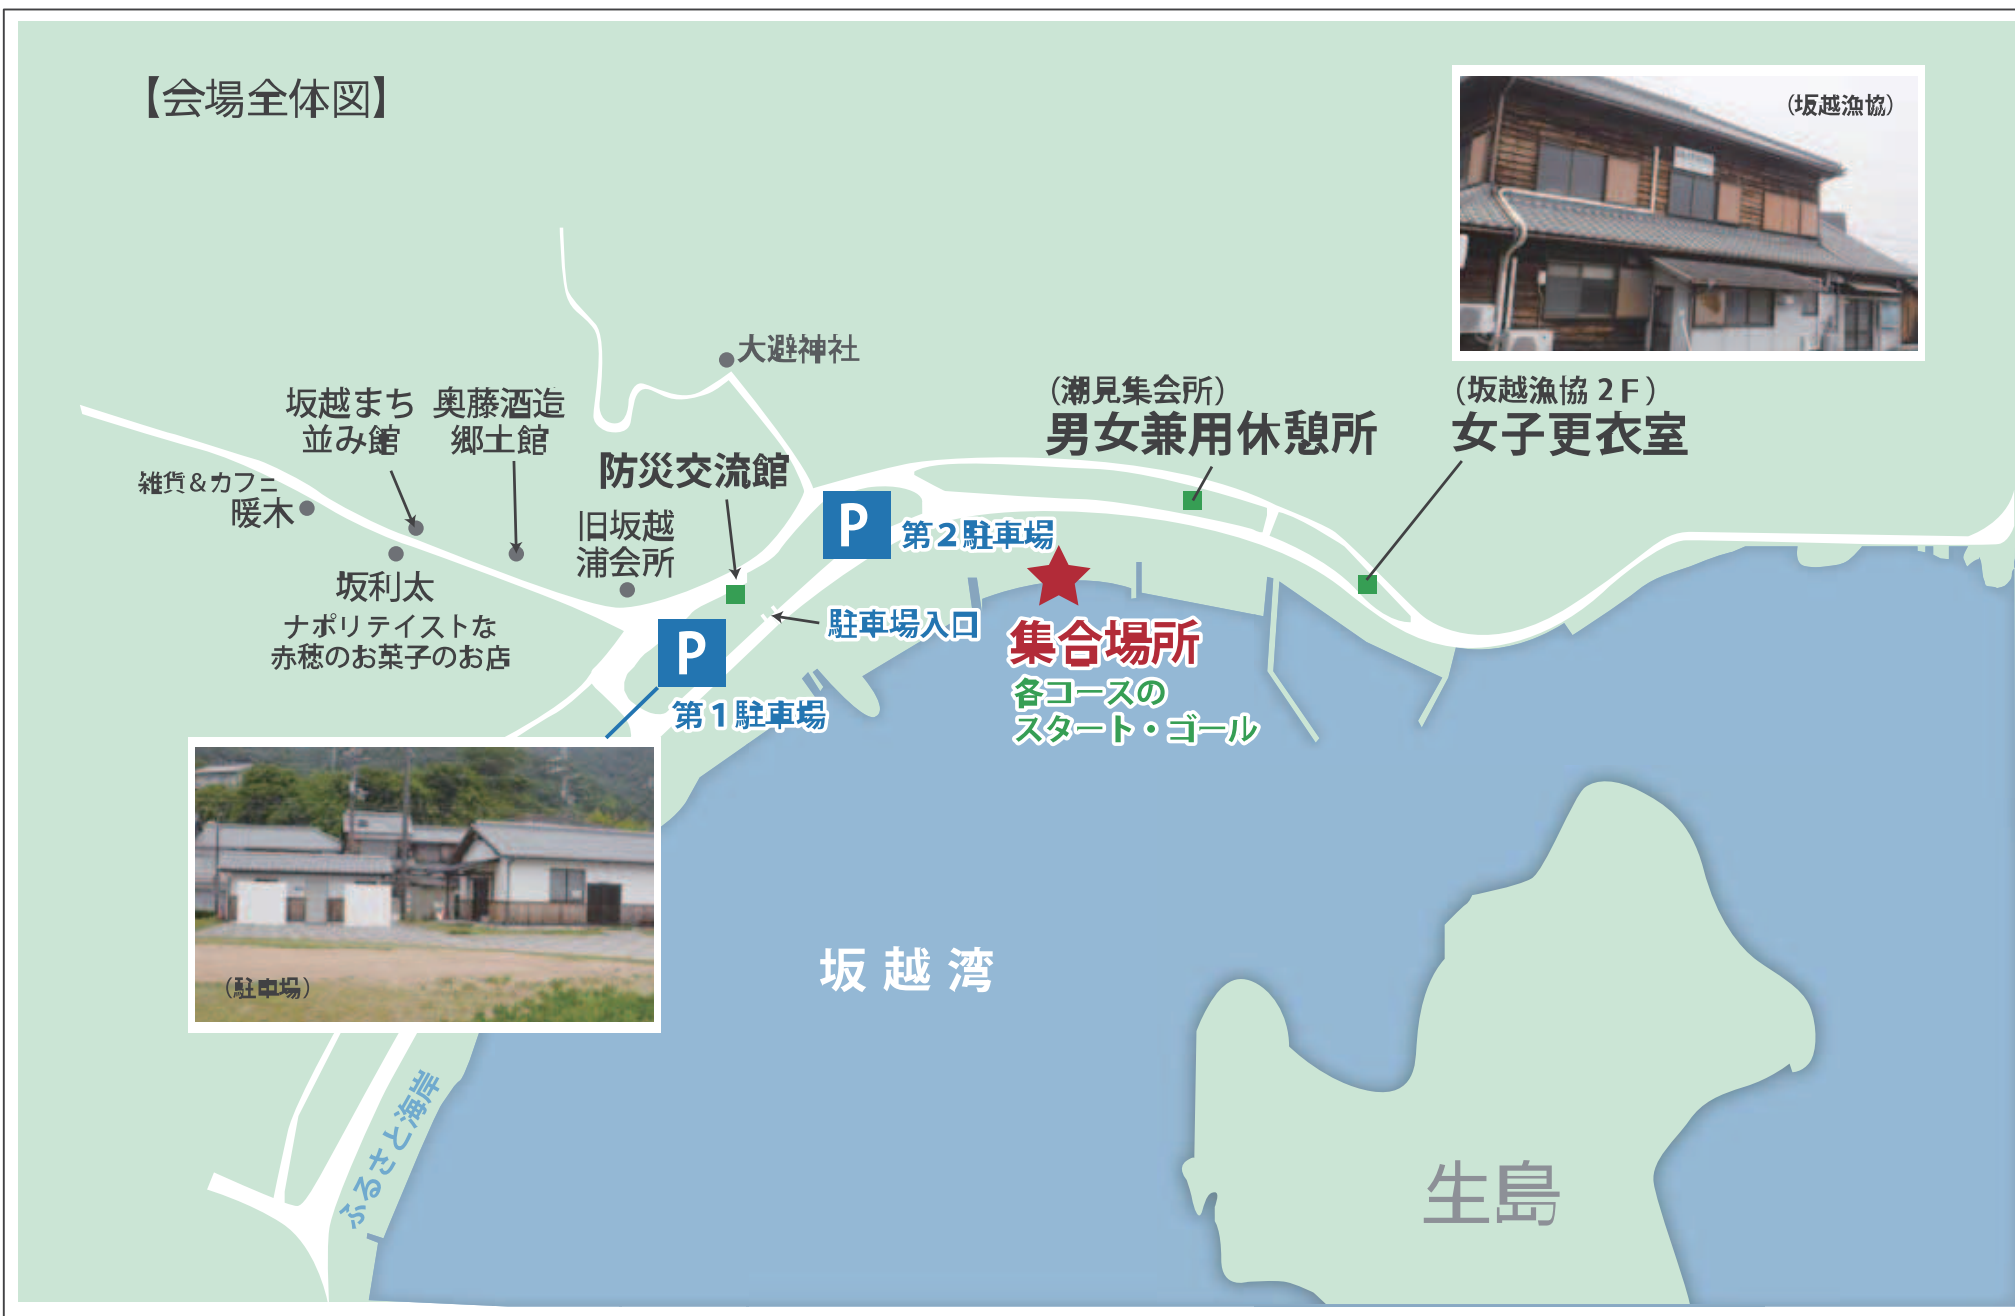 【会場全体図】
（坂越漁協）
大避神社
坂越まち
並み館
奥藤酒造
郷土館
（潮見集会所）
男女兼用休憩所
（坂越漁協 2F）
女子更衣室
防災交流館
雑貨＆カフェ
暖木
旧坂越
浦会所
P
第2駐車場
坂利太
ナポリテイストな
赤穂のお菓子のお店
駐車場入口
P
集合場所
各コースの
スタート・ゴール
第1駐車場
（駐車場）
坂越湾
ふるさと海岸
生島